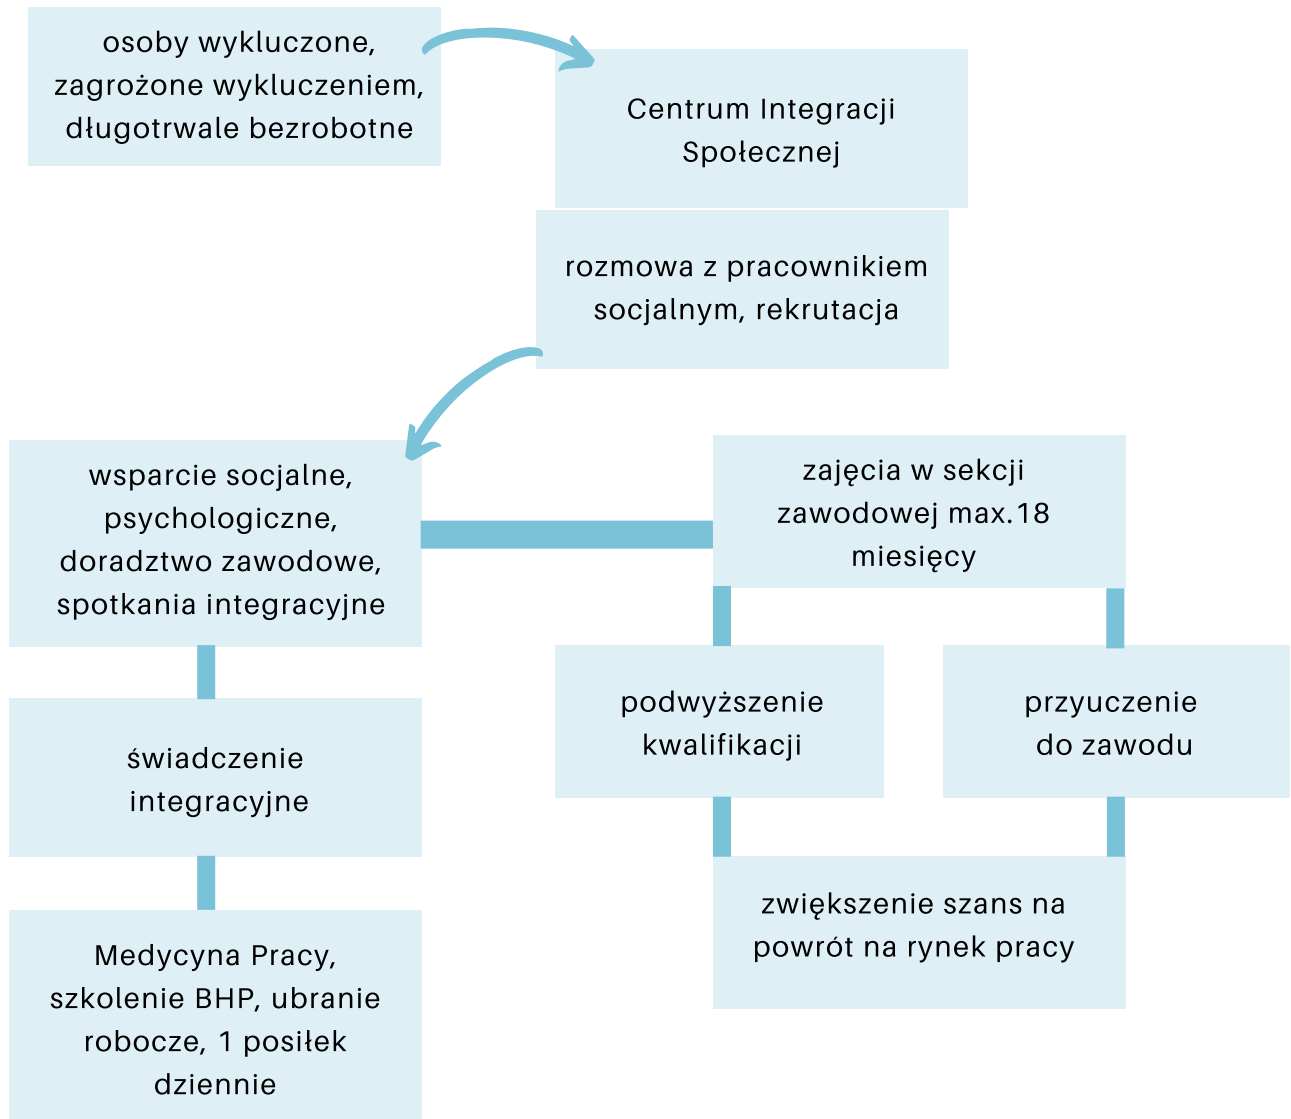 osoby wykluczone,
zagrożone wykluczeniem,
długotrwale bezrobotne
Centrum Integracji
Społecznej
rozmowa z pracownikiem
socjalnym, rekrutacja
wsparcie socjalne,
psychologiczne,
doradztwo zawodowe,
spotkania integracyjne
zajęcia w sekcji
zawodowej max.18
miesięcy
podwyższenie
kwalifikacji
przyuczenie
do zawodu
świadczenie
integracyjne
zwiększenie szans na
powrót na rynek pracy
Medycyna Pracy,
szkolenie BHP, ubranie
robocze, 1 posiłek
dziennie